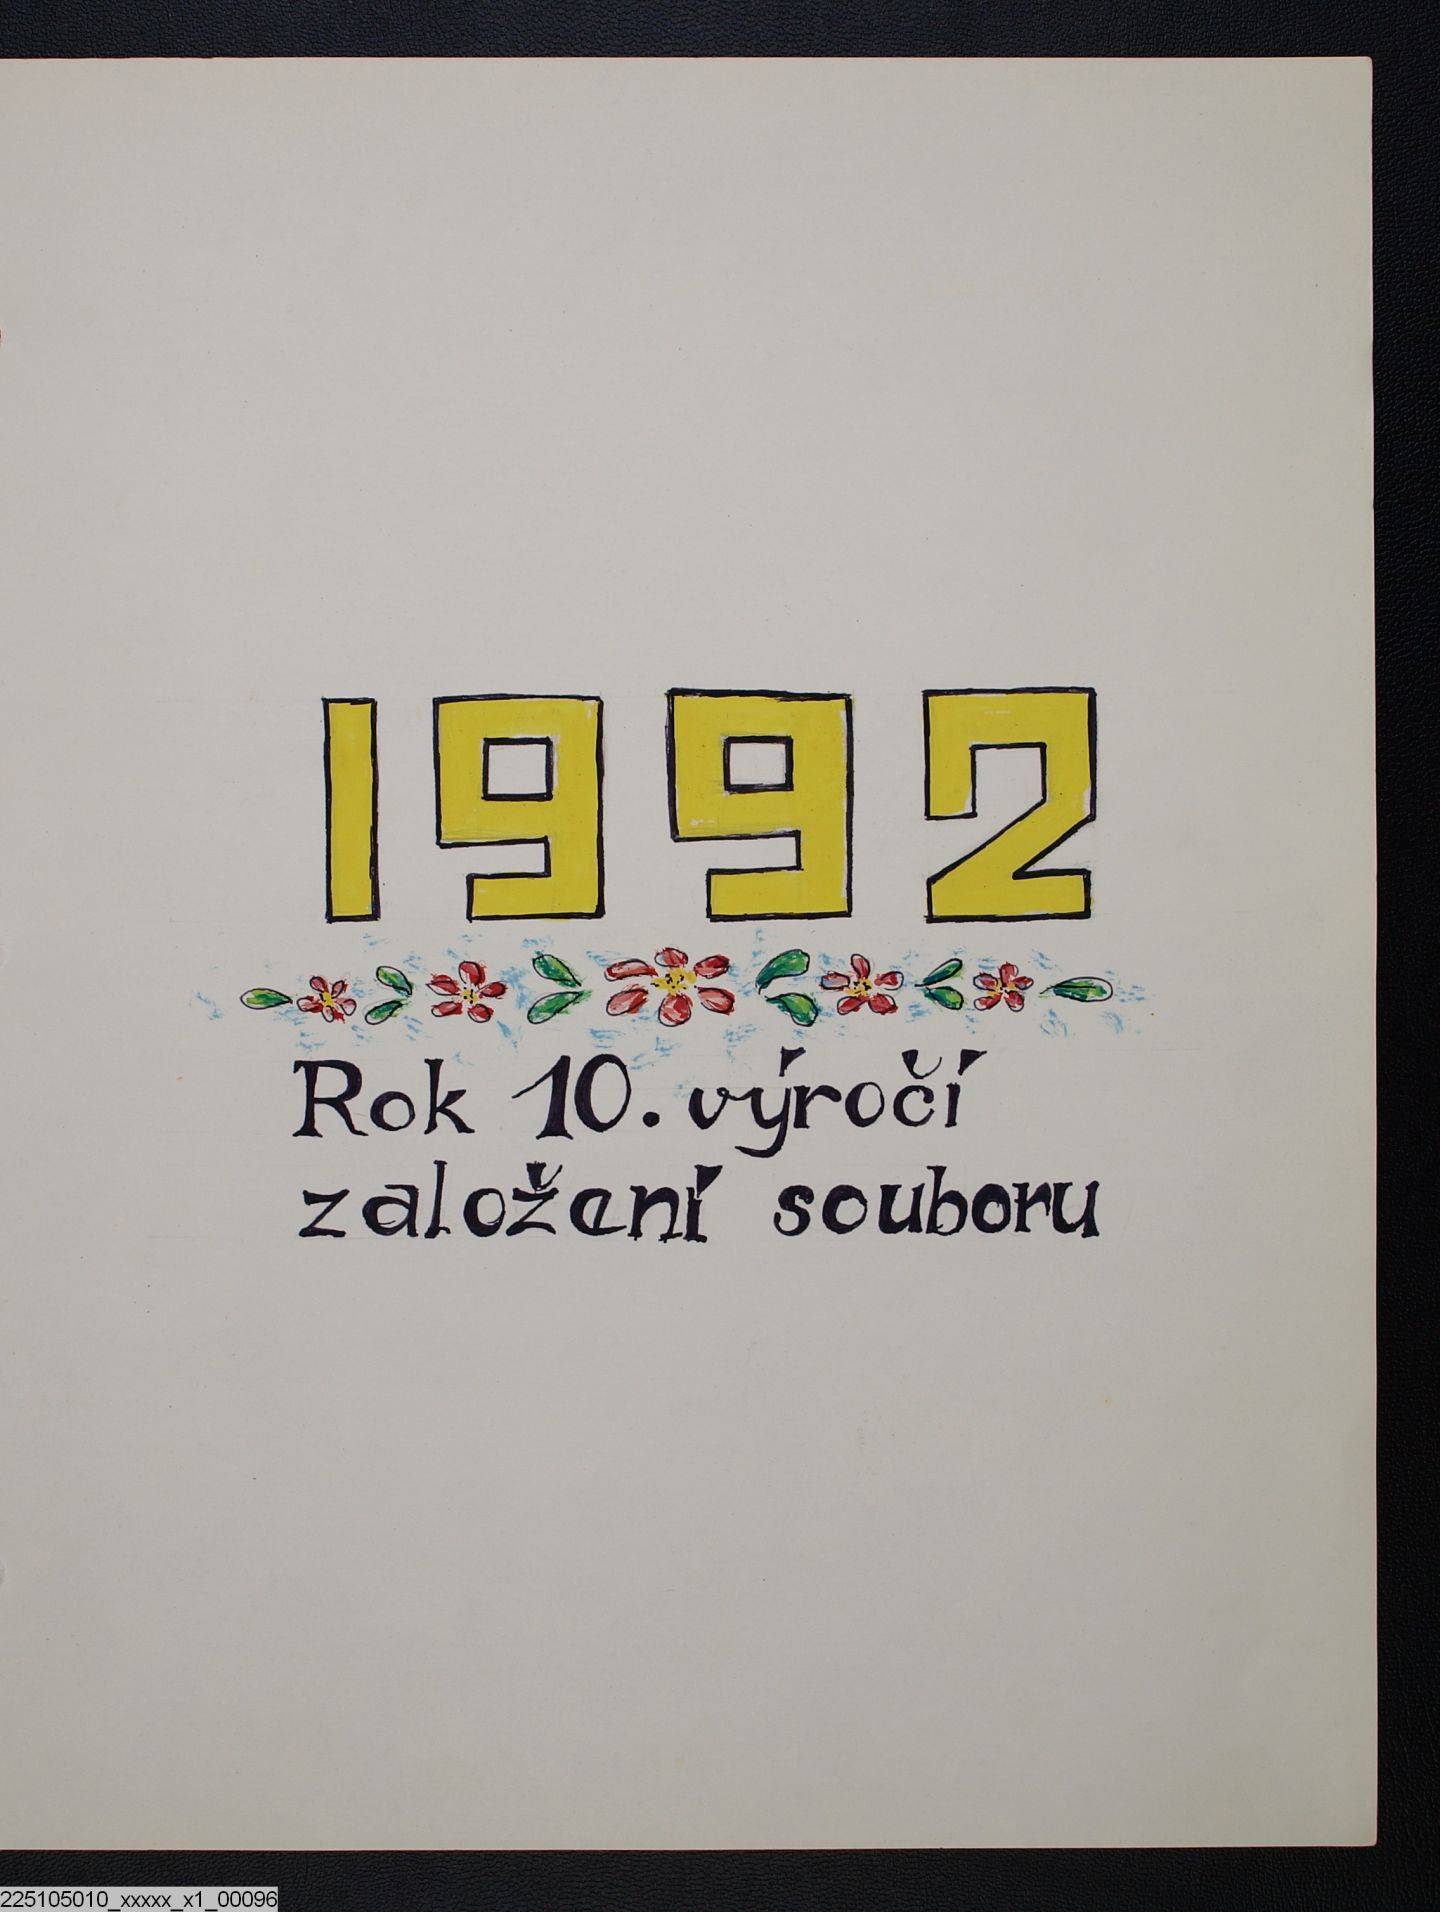 1992
Rok 10. výročí
založení souboru
225105010_xxxxx_x1_00096